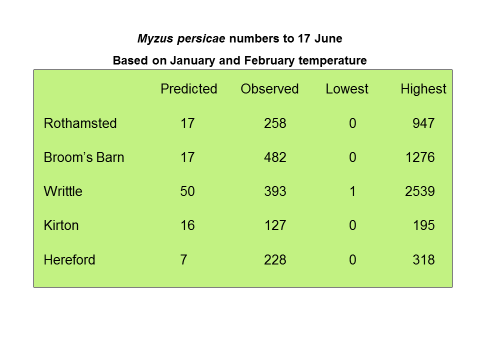 Myzus persicae numbers to 17 June
Based on January and February temperature
Predicted Observed Lowest Highest
Rothamsted 17 258 0 947
Broom's Barn 17 482 0 1276
Writtle 50 393 1 2539
Kirton 16 127 0 195
Hereford 7 228 0 318